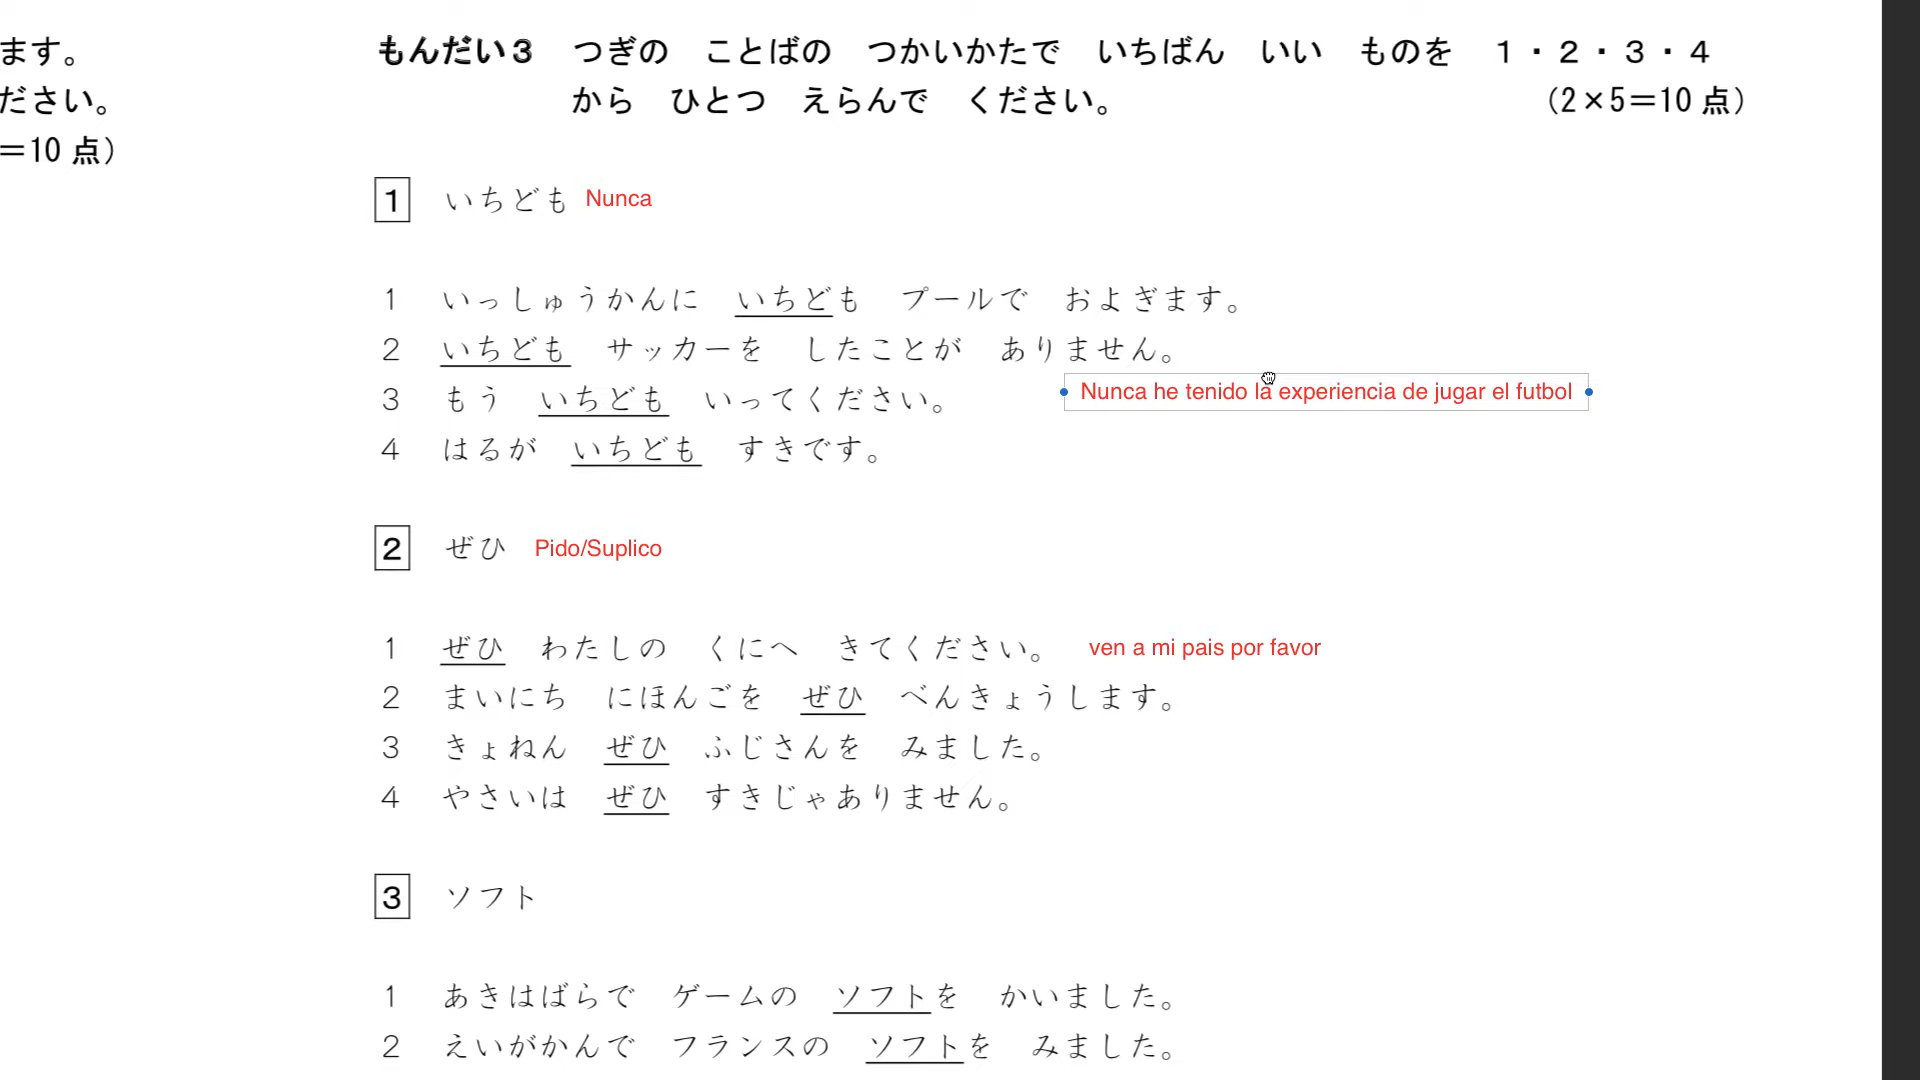 ます。
ださい。
＝10 点）
もんだい３　つぎの　ことばの　つかいかたで　いちばん　いい　ものを　１・２・３・４
から　ひとつ　えらんで　ください。　（2×5＝10 点）
1　いちども　Nunca
1　いっしゅうかんに　いちども　プールで　およぎます。
2　いちども　サッカーを　したことが　ありません。
Nunca he tenido la experiencia de jugar el futbol
3　もう　いちども　いってください。
4　はるが　いちども　すきです。
2　ぜひ　Pido/Suplico
1　ぜひ　わたしの　くにへ　きてください。　ven a mi pais por favor
2　まいにち　にほんごを　ぜひ　べんきょうします。
3　きょねん　ぜひ　ふじさんを　みました。
4　やさいは　ぜひ　すきじゃありません。
3　ソフト
1　あきはばらで　ゲームの　ソフトを　かいました。
2　えいがかんで　フランスの　ソフトを　みました。